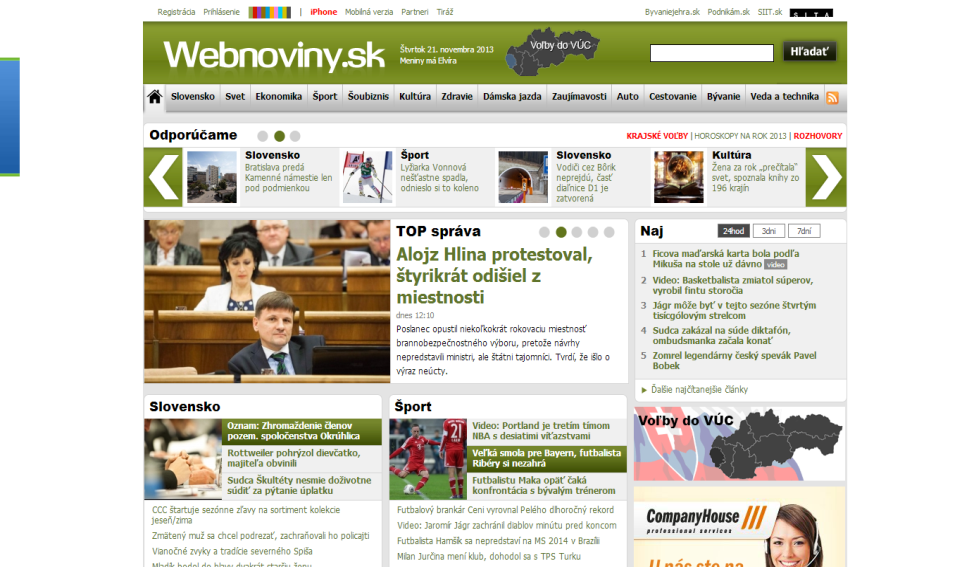 Registrácia Prihlásenie | iPhone Mobilná verzia Partneri Tiráž
Byvaniejehra.sk Podnikám.sk SIIT.sk SITA
Webnoviny.sk
Štvrtok 21. novembra 2013
Meniny má Elvíra
Voľby do VÚC
Hľadať
Slovensko Svet Ekonomika Šport Šoubiznis Kultúra Zdravie Dámska jazda Zaujímavosti Auto Cestovanie Bývanie Veda a technika
Odporúčame
KRAJSKÉ VOĽBY | HOROSKOPY NA ROK 2013 | ROZHOVORY
Slovensko
Bratislava predá
Kamenné námestie len
pod podmienkou
Šport
Lyžiarka Vonnová
nešťastne spadla,
odnieslo si to koleno
Slovensko
Vodiči cez Bôrik
neprejdú, časť
diaľnice D1 je
zatvorená
Kultúra
Žena za rok „prečítala"
svet, spoznala knihy zo
196 krajín
TOP správa
Alojz Hlina protestoval,
štyrikrát odišiel z
miestnosti
dnes 12:10
Poslanec opustil niekoľkokrát rokovaciu miestnosť
brannobezpečnostného výboru, pretože návrhy
nepredstavili ministri, ale štátni tajomníci. Tvrdí, že išlo o
výraz neúcty.
Naj
24hod 3dni 7dní
1 Ficova maďarská karta bola podľa
Mikuša na stole už dávno video
2 Video: Basketbalista zmiatol súperov,
vyrobil fintu storočia
3 Jágr môže byť v tejto sezóne štvrtým
tisícgólovým strelcom
4 Sudca zakázal na súde diktafón,
ombudsmanka začala konať
5 Zomrel legendárny český spevák Pavel
Bobek
Ďalšie najčítanejšie články
Slovensko
Oznam: Zhromaždenie členov
pozem. spoločenstva Okrúhlica
Rottweiler pohrýzol dievčatko,
majiteľa obvinili
Sudca Škultéty nesmie doživotne
súdiť za pýtanie úplatku
CCC štartuje sezónne zľavy na sortiment kolekcie
jeseň/zima
Zmätený muž sa chcel podrezať, zachraňovali ho policajti
Vianočné zvyky a tradície severného Spiša
Mladík bodol do hlavy dvakrát staršiu ženu
Šport
Video: Portland je tretím tímom
NBA s desiatimi víťazstvami
Veľká smola pre Bayern, futbalista
Ribéry si nezahrá
Futbalistu Maka opäť čaká
konfrontácia s bývalým trénerom
Futbalový brankár Ceni vyrovnal Pelého dlhoročný rekord
Video: Jaromír Jágr zachránil diablov minútu pred koncom
Futbalista Hamšík sa nepredstaví na MS 2014 v Brazílii
Milan Jurčina mení klub, dohodol sa s TPS Turku
Voľby do VÚC
CompanyHouse
professional services
U nás ste na